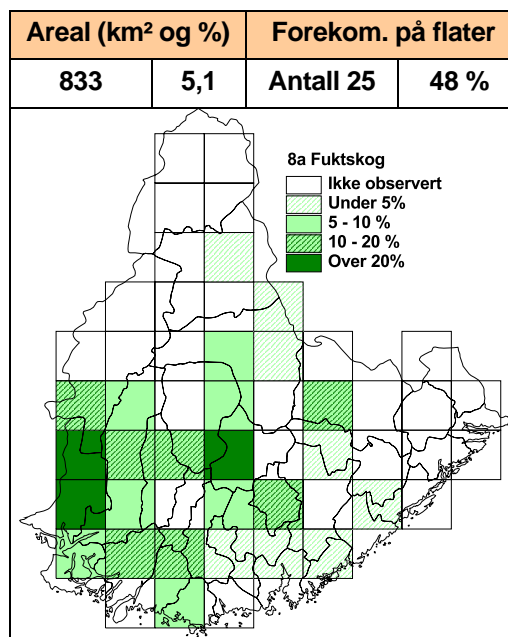 Areal (km² og %) Forekom. på flater
833 5,1 Antall 25 48 %
8a Fuktskog
Ikke observert
Under 5%
5 - 10 %
10 - 20 %
Over 20%